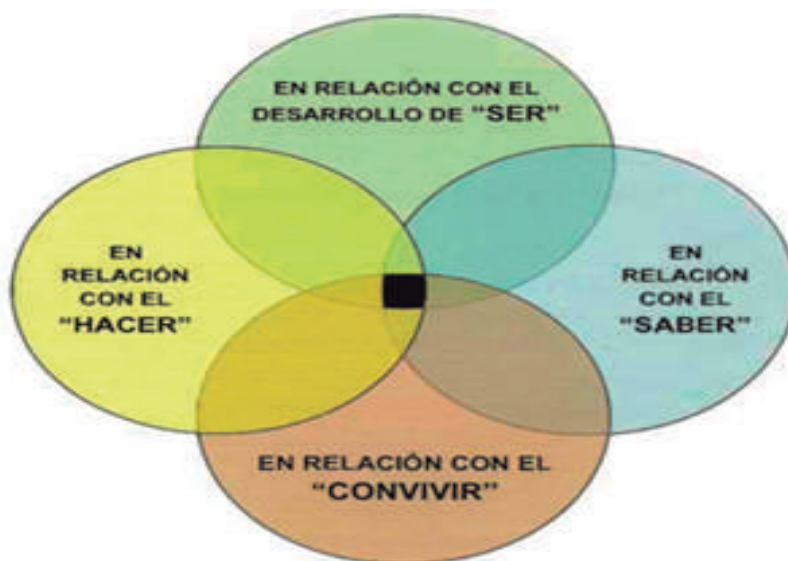 EN RELACIÓN CON EL
DESARROLLO DE “SER”
EN
RELACIÓN
CON EL
“HACER”
EN
RELACIÓN
CON EL
“SABER”
EN RELACIÓN CON EL
“CONVIVIR”